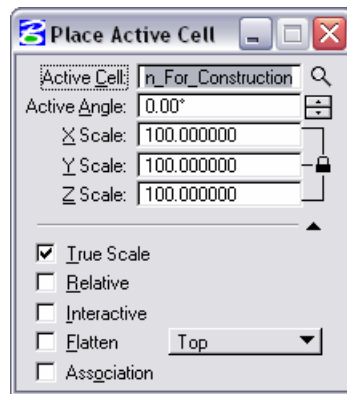 Place Active Cell
Active Cell: n_For_Construction
Active Angle: 0.00°
X Scale: 100.000000
Y Scale: 100.000000
Z Scale: 100.000000
True Scale
Relative
Interactive
Flatten Top
Association